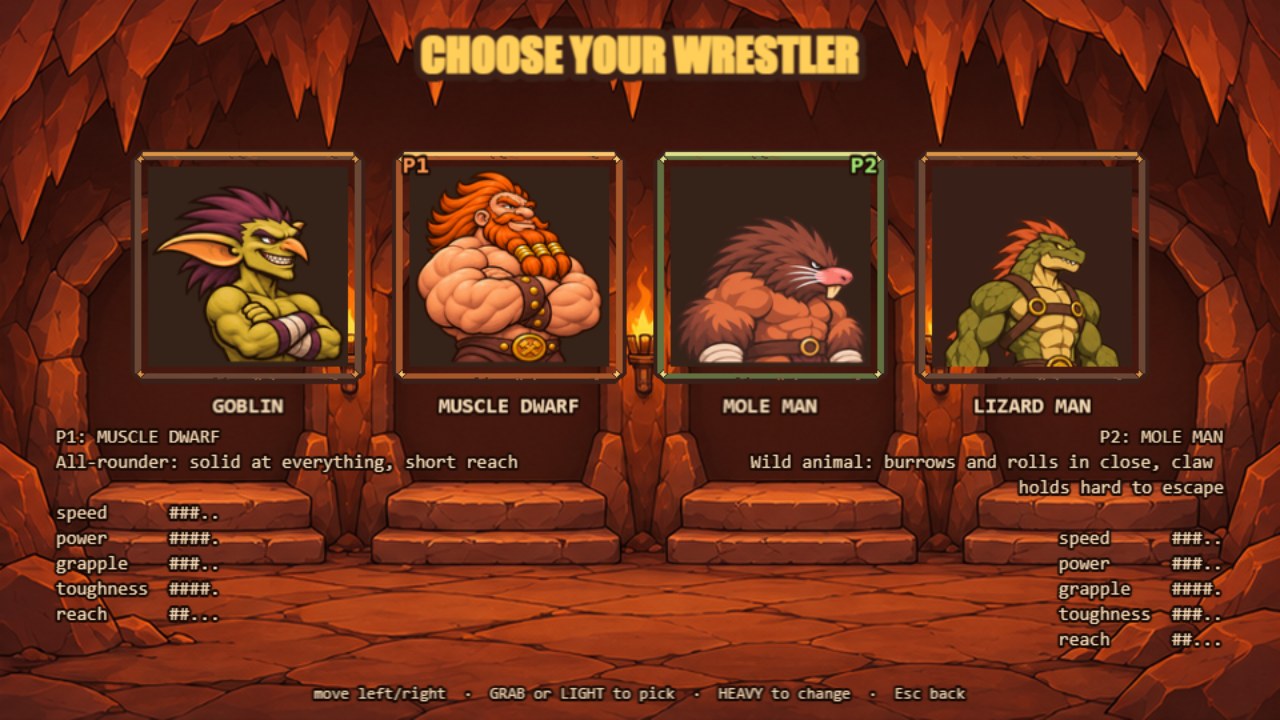 CHOOSE YOUR WRESTLER
P1
P2
GOBLIN
MUSCLE DWARF
MOLE MAN
LIZARD MAN
P1: MUSCLE DWARF
All-rounder: solid at everything, short reach
speed ###..
power ####.
grapple ###..
toughness ####.
reach ##...
P2: MOLE MAN
Wild animal: burrows and rolls in close, claw
holds hard to escape
speed ###..
power ###..
grapple ####.
toughness ###..
reach ##...
move left/right · GRAB or LIGHT to pick · HEAVY to change · Esc back